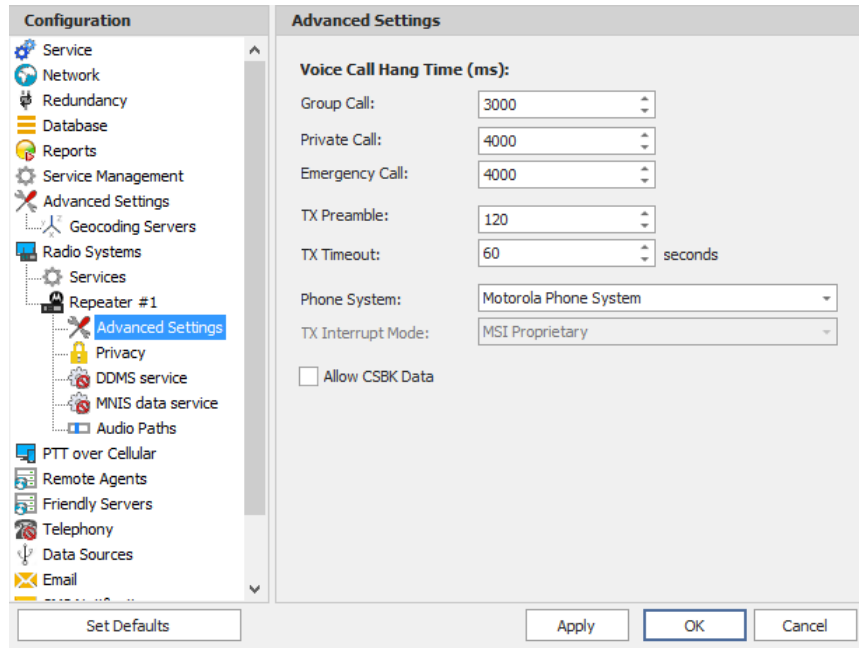 Configuration
Service
Network
Redundancy
Database
Reports
Service Management
Advanced Settings
Geocoding Servers
Radio Systems
Services
Repeater #1
Advanced Settings
Privacy
DDMS service
MNIS data service
Audio Paths
PTT over Cellular
Remote Agents
Friendly Servers
Telephony
Data Sources
Email
Advanced Settings
Voice Call Hang Time (ms):
Group Call: 3000
Private Call: 4000
Emergency Call: 4000
TX Preamble: 120
TX Timeout: 60 seconds
Phone System: Motorola Phone System
TX Interrupt Mode: MSI Proprietary
Allow CSBK Data
Set Defaults Apply OK Cancel